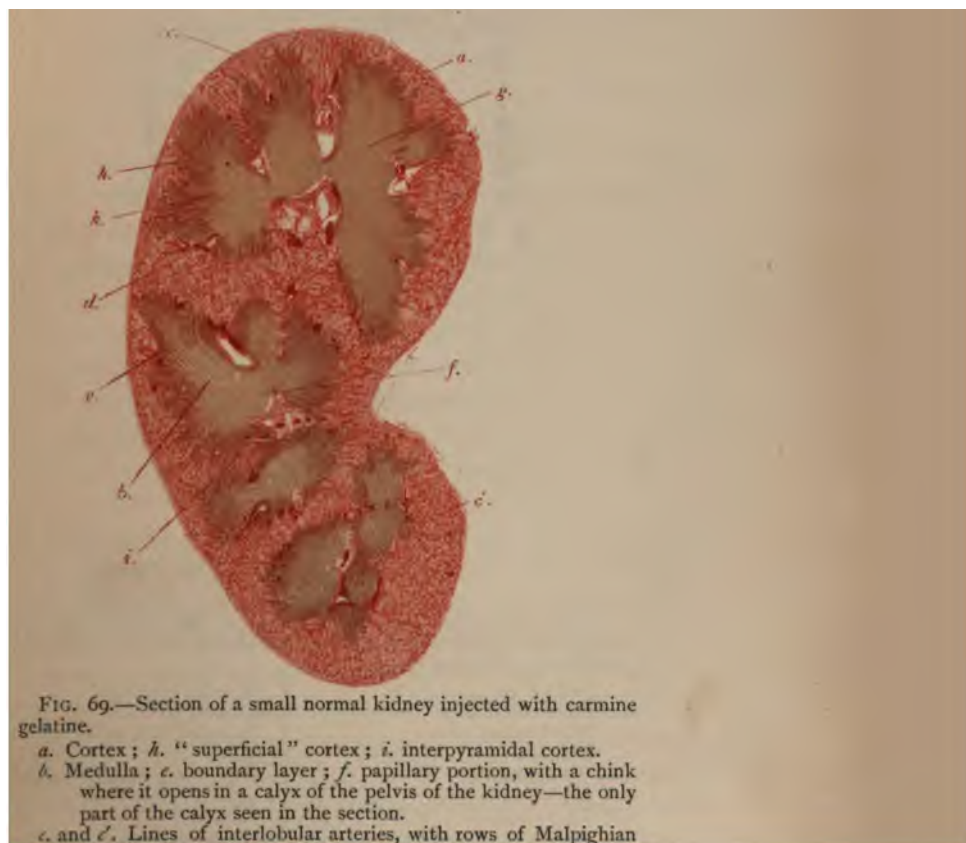 c.
a.
g.
h.
k.
d.
e.
f.
b.
c'.
i.
FIG. 69.—Section of a small normal kidney injected with carmine
gelatine.
a. Cortex; h. “superficial” cortex; i. interpyramidal cortex.
b. Medulla; e. boundary layer; f. papillary portion, with a chink
where it opens in a calyx of the pelvis of the kidney—the only
part of the calyx seen in the section.
c. and c'. Lines of interlobular arteries, with rows of Malpighian